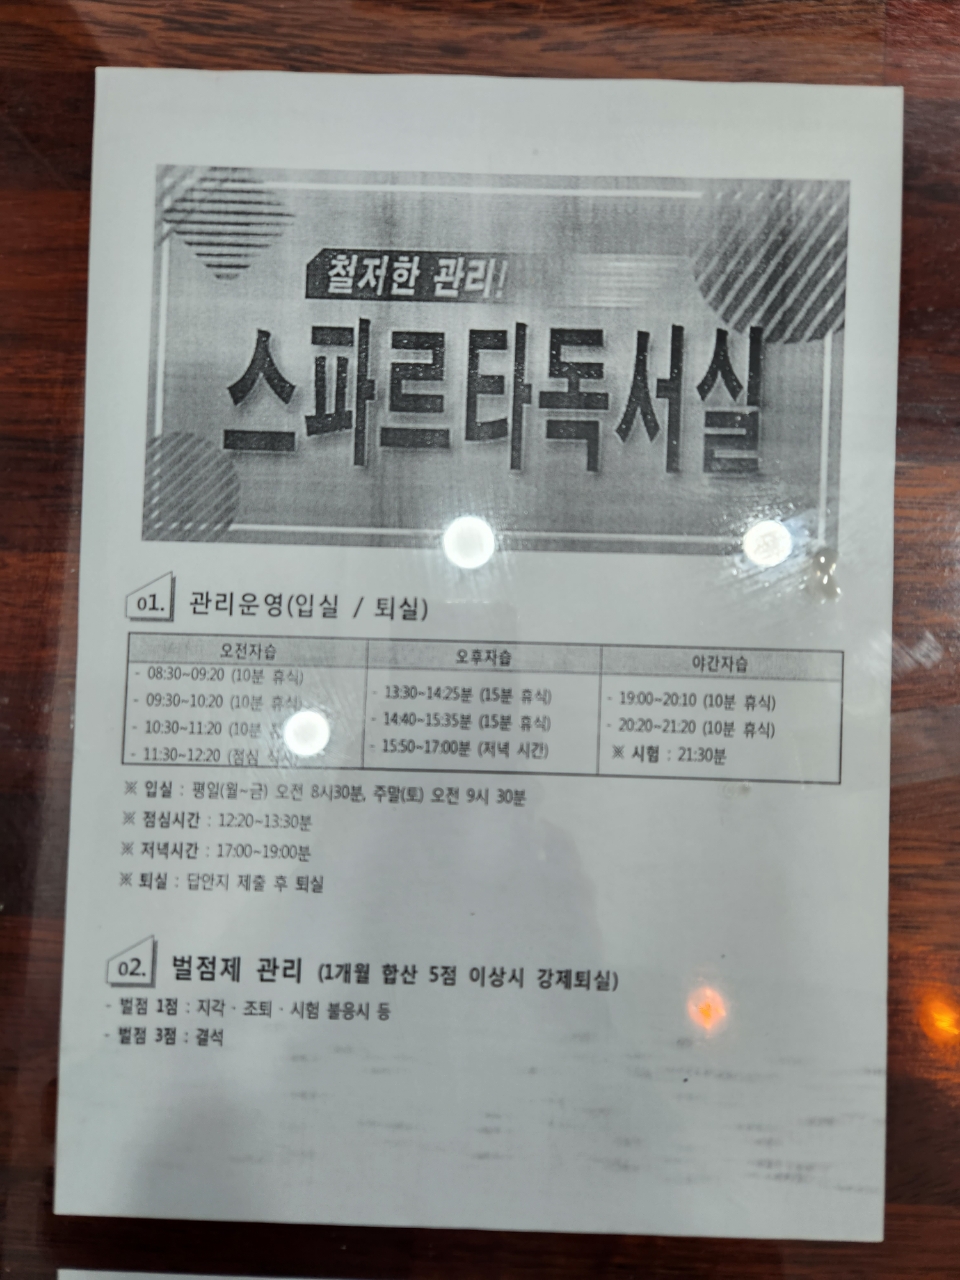 철저한 관리!
스파르타독서실
01. 관리운영(입실 / 퇴실)
오전자습
- 08:30~09:20 (10분 휴식)
- 09:30~10:20 (10분 휴식)
- 10:30~11:20 (10분
- 11:30~12:20 (점심 식사)
오후자습
- 13:30~14:25분 (15분 휴식)
- 14:40~15:35분 (15분 휴식)
- 15:50~17:00분 (저녁 시간)
야간자습
- 19:00~20:10 (10분 휴식)
- 20:20~21:20 (10분 휴식)
※ 시험 : 21:30분
※ 입실 : 평일(월~금) 오전 8시30분, 주말(토) 오전 9시 30분
※ 점심시간 : 12:20~13:30분
※ 저녁시간 : 17:00~19:00분
※ 퇴실 : 답안지 제출 후 퇴실
02. 벌점제 관리 (1개월 합산 5점 이상시 강제퇴실)
- 벌점 1점 : 지각 · 조퇴 · 시험 불응시 등
- 벌점 3점 : 결석